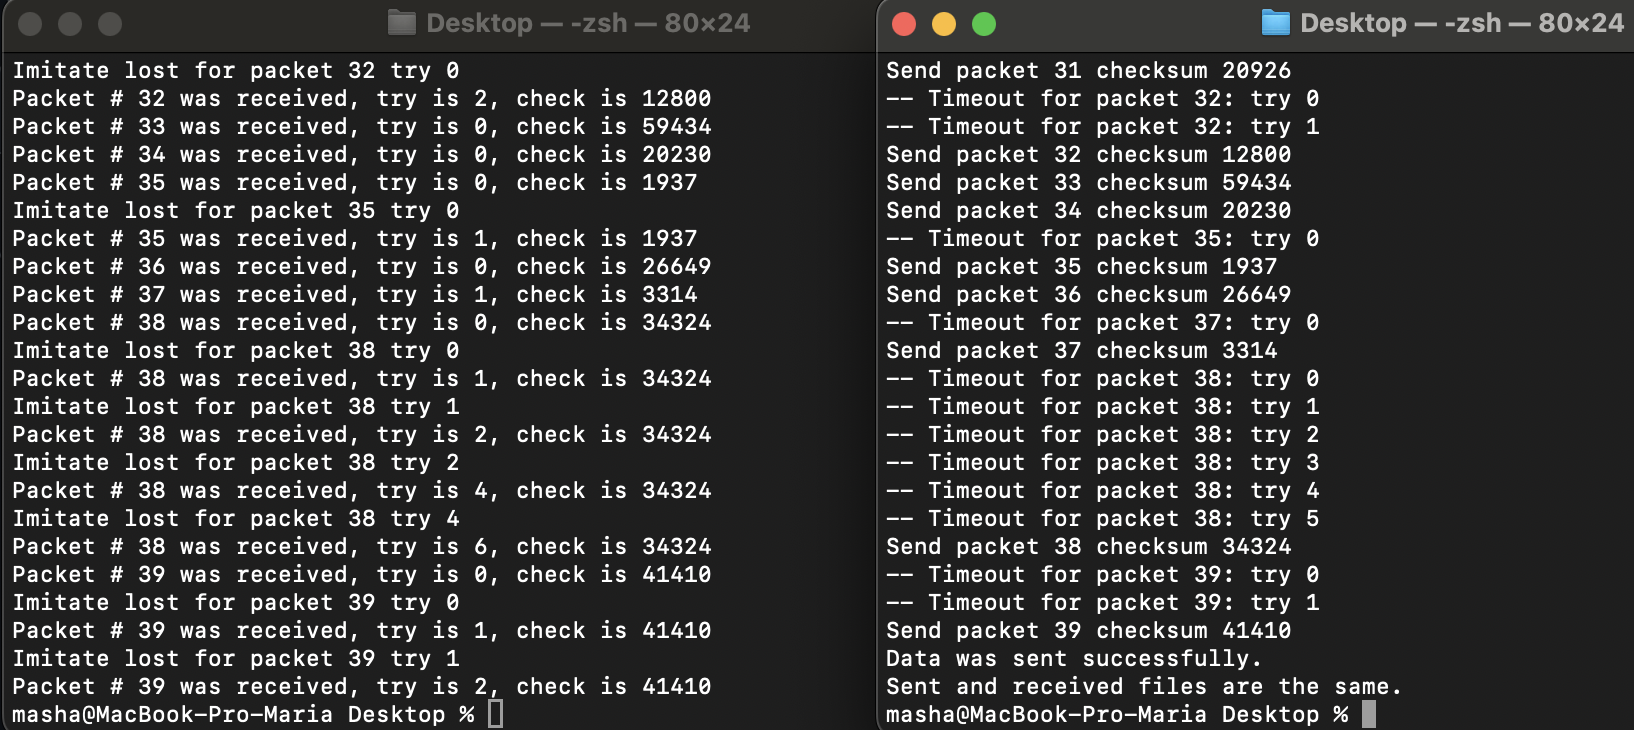 Desktop — -zsh — 80×24
Imitate lost for packet 32 try 0
Packet # 32 was received, try is 2, check is 12800
Packet # 33 was received, try is 0, check is 59434
Packet # 34 was received, try is 0, check is 20230
Packet # 35 was received, try is 0, check is 1937
Imitate lost for packet 35 try 0
Packet # 35 was received, try is 1, check is 1937
Packet # 36 was received, try is 0, check is 26649
Packet # 37 was received, try is 1, check is 3314
Packet # 38 was received, try is 0, check is 34324
Imitate lost for packet 38 try 0
Packet # 38 was received, try is 1, check is 34324
Imitate lost for packet 38 try 1
Packet # 38 was received, try is 2, check is 34324
Imitate lost for packet 38 try 2
Packet # 38 was received, try is 4, check is 34324
Imitate lost for packet 38 try 4
Packet # 38 was received, try is 6, check is 34324
Packet # 39 was received, try is 0, check is 41410
Imitate lost for packet 39 try 0
Packet # 39 was received, try is 1, check is 41410
Imitate lost for packet 39 try 1
Packet # 39 was received, try is 2, check is 41410
masha@MacBook-Pro-Maria Desktop %
Desktop — -zsh — 80×24
Send packet 31 checksum 20926
-- Timeout for packet 32: try 0
-- Timeout for packet 32: try 1
Send packet 32 checksum 12800
Send packet 33 checksum 59434
Send packet 34 checksum 20230
-- Timeout for packet 35: try 0
Send packet 35 checksum 1937
Send packet 36 checksum 26649
-- Timeout for packet 37: try 0
Send packet 37 checksum 3314
-- Timeout for packet 38: try 0
-- Timeout for packet 38: try 1
-- Timeout for packet 38: try 2
-- Timeout for packet 38: try 3
-- Timeout for packet 38: try 4
-- Timeout for packet 38: try 5
Send packet 38 checksum 34324
-- Timeout for packet 39: try 0
-- Timeout for packet 39: try 1
Send packet 39 checksum 41410
Data was sent successfully.
Sent and received files are the same.
masha@MacBook-Pro-Maria Desktop %